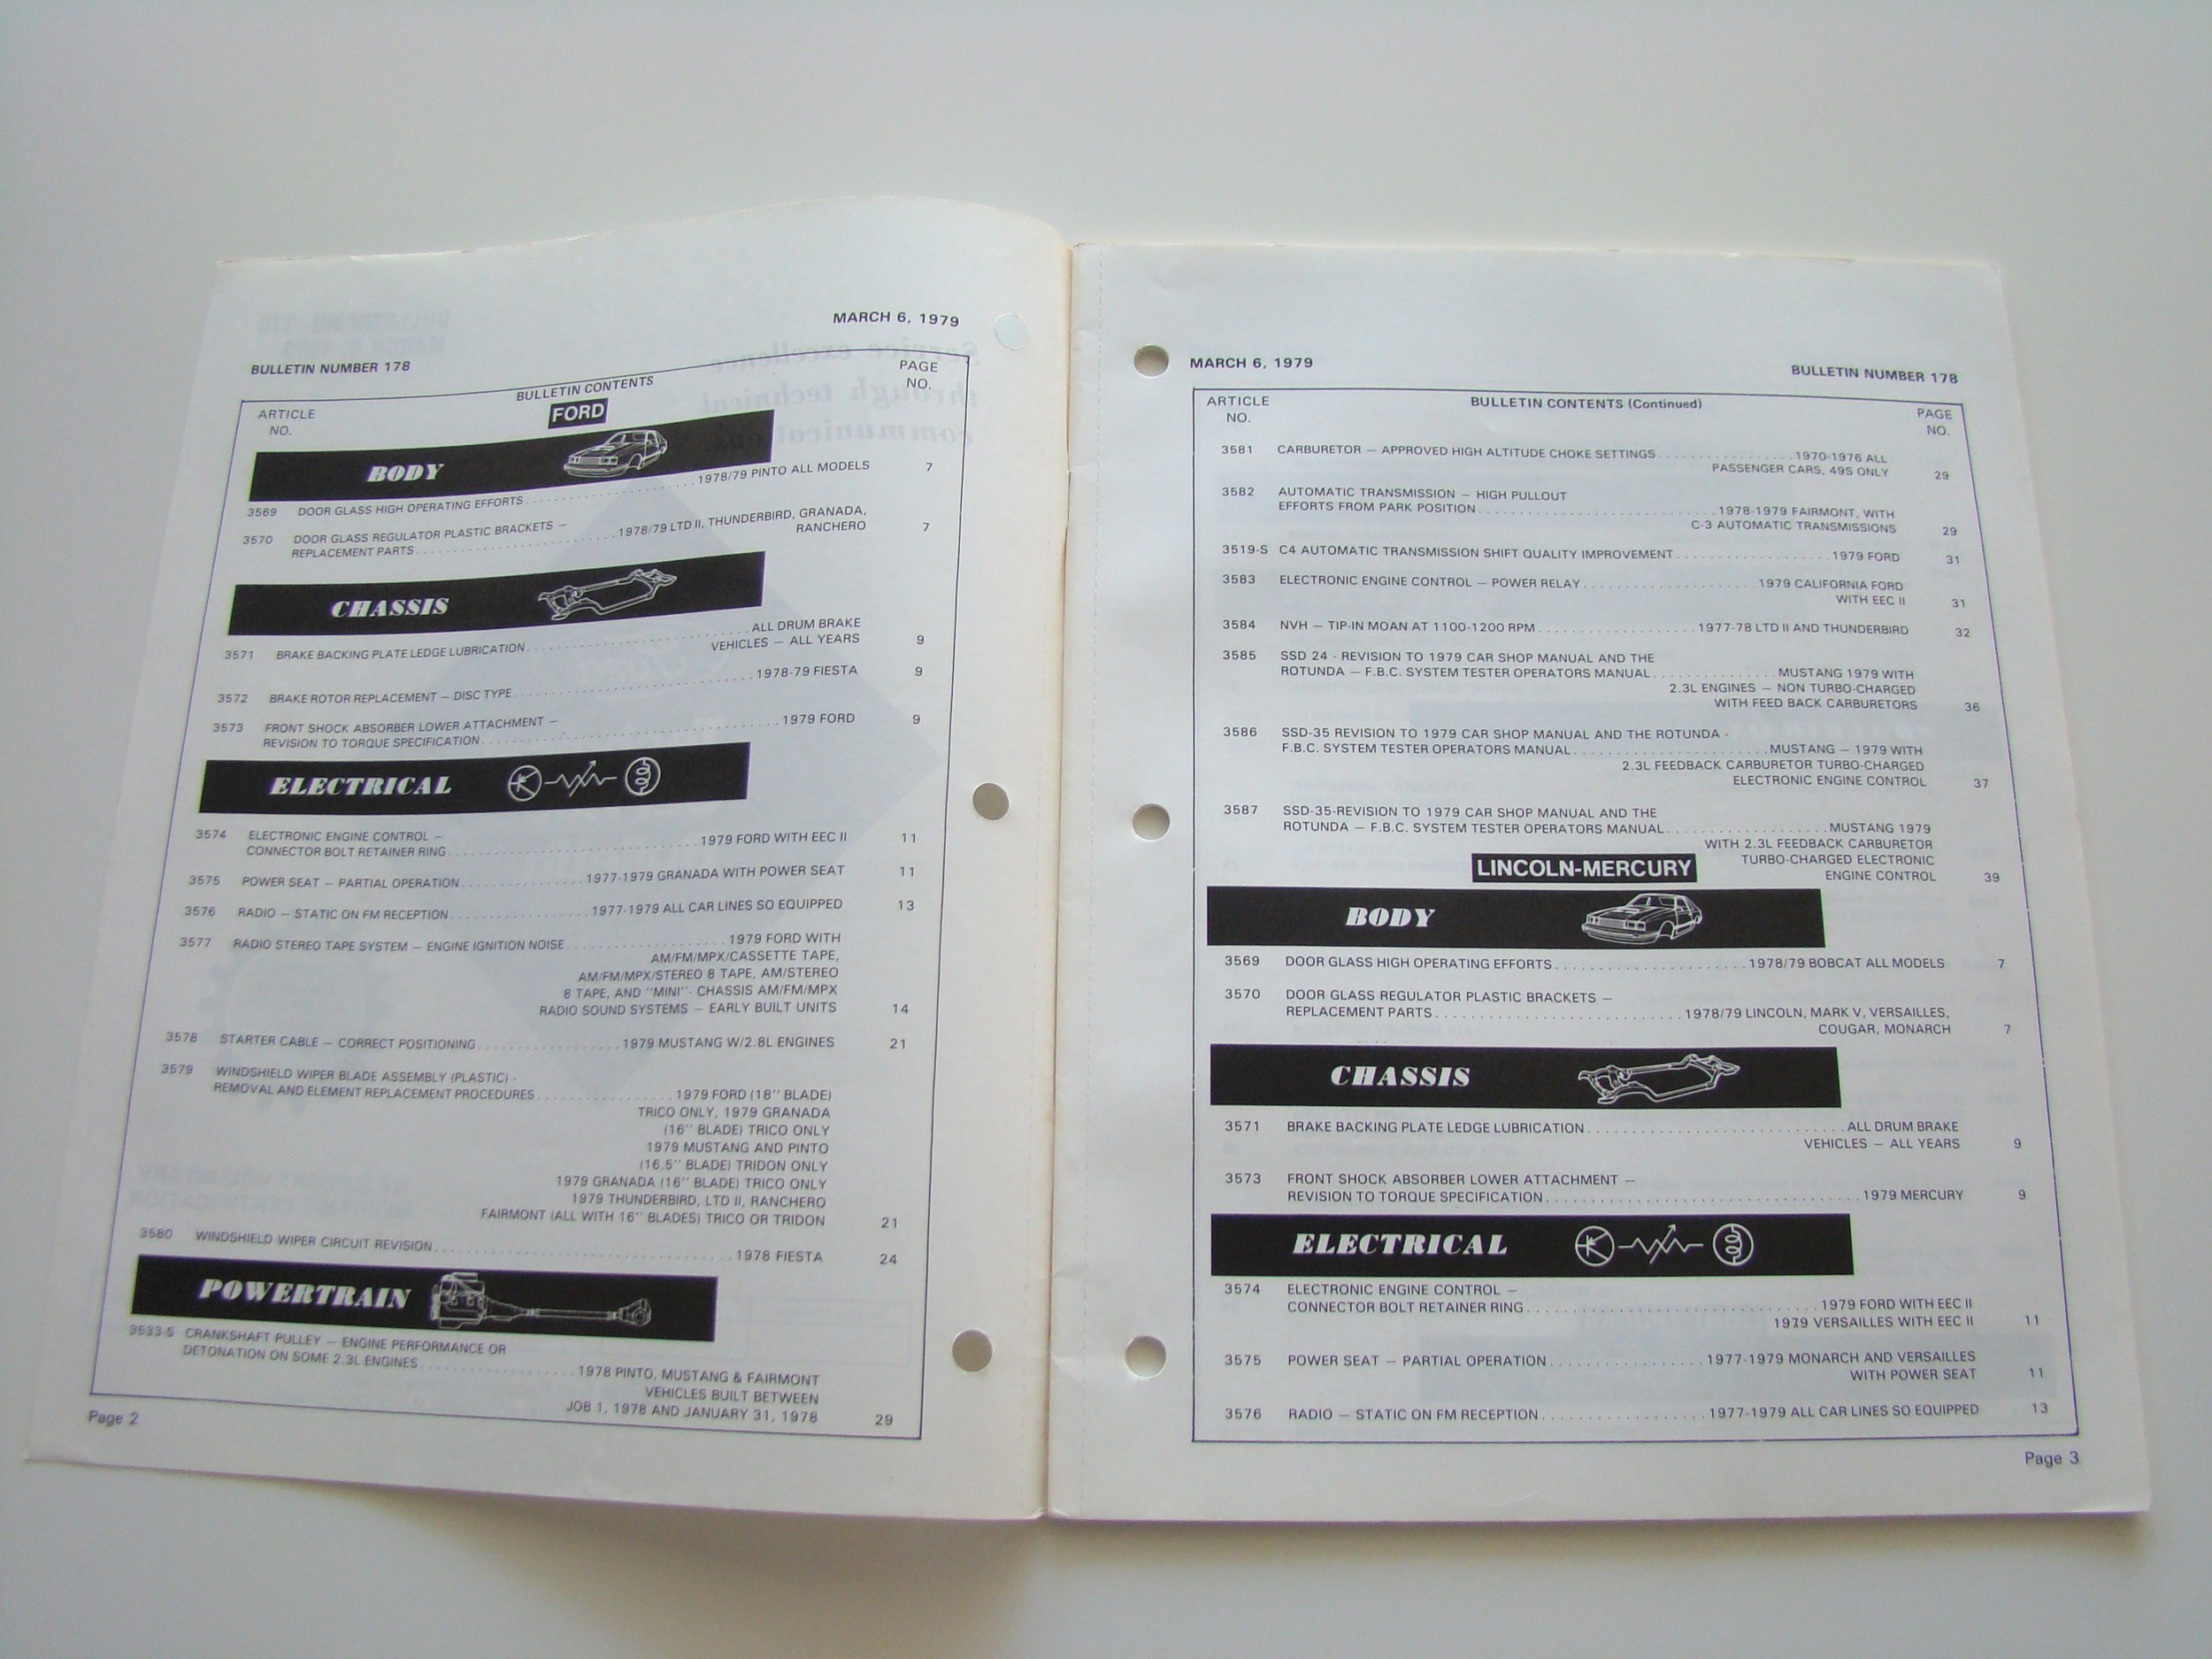 MARCH 6, 1979
BULLETIN NUMBER 178
BULLETIN CONTENTS
ARTICLE NO.
PAGE NO.
FORD
BODY
3569 DOOR GLASS HIGH OPERATING EFFORTS . . . . . 1978/79 PINTO ALL MODELS 7
3570 DOOR GLASS REGULATOR PLASTIC BRACKETS —
REPLACEMENT PARTS . . . . . 1978/79 LTD II, THUNDERBIRD, GRANADA,
RANCHERO 7
CHASSIS
3571 BRAKE BACKING PLATE LEDGE LUBRICATION . . . . . ALL DRUM BRAKE
VEHICLES — ALL YEARS 9
3572 BRAKE ROTOR REPLACEMENT — DISC TYPE . . . . . 1978-79 FIESTA 9
3573 FRONT SHOCK ABSORBER LOWER ATTACHMENT —
REVISION TO TORQUE SPECIFICATION . . . . . 1979 FORD 9
ELECTRICAL
3574 ELECTRONIC ENGINE CONTROL —
CONNECTOR BOLT RETAINER RING . . . . . 1979 FORD WITH EEC II 11
3575 POWER SEAT — PARTIAL OPERATION . . . . . 1977-1979 GRANADA WITH POWER SEAT 11
3576 RADIO — STATIC ON FM RECEPTION . . . . . 1977-1979 ALL CAR LINES SO EQUIPPED 13
3577 RADIO STEREO TAPE SYSTEM — ENGINE IGNITION NOISE . . . . . 1979 FORD WITH
AM/FM/MPX/CASSETTE TAPE,
AM/FM/MPX/STEREO 8 TAPE, AM/STEREO
8 TAPE, AND "MINI"- CHASSIS AM/FM/MPX
RADIO SOUND SYSTEMS — EARLY BUILT UNITS 14
3578 STARTER CABLE — CORRECT POSITIONING . . . . . 1979 MUSTANG W/2.8L ENGINES 21
3579 WINDSHIELD WIPER BLADE ASSEMBLY (PLASTIC) -
REMOVAL AND ELEMENT REPLACEMENT PROCEDURES . . . . . 1979 FORD (18" BLADE)
TRICO ONLY, 1979 GRANADA
(16" BLADE) TRICO ONLY
1979 MUSTANG AND PINTO
(16.5" BLADE) TRIDON ONLY
1979 GRANADA (16" BLADE) TRICO ONLY
1979 THUNDERBIRD, LTD II, RANCHERO
FAIRMONT (ALL WITH 16" BLADES) TRICO OR TRIDON 21
3580 WINDSHIELD WIPER CIRCUIT REVISION . . . . . 1978 FIESTA 24
POWERTRAIN
3533-S CRANKSHAFT PULLEY — ENGINE PERFORMANCE OR
DETONATION ON SOME 2.3L ENGINES . . . . . 1978 PINTO, MUSTANG & FAIRMONT
VEHICLES BUILT BETWEEN
JOB 1, 1978 AND JANUARY 31, 1978 29
Page 2
MARCH 6, 1979
BULLETIN NUMBER 178
ARTICLE NO.
BULLETIN CONTENTS (Continued)
PAGE NO.
3581 CARBURETOR — APPROVED HIGH ALTITUDE CHOKE SETTINGS . . . . . 1970-1976 ALL
PASSENGER CARS, 49S ONLY 29
3582 AUTOMATIC TRANSMISSION — HIGH PULLOUT
EFFORTS FROM PARK POSITION . . . . . 1978-1979 FAIRMONT, WITH
C-3 AUTOMATIC TRANSMISSIONS 29
3519-S C4 AUTOMATIC TRANSMISSION SHIFT QUALITY IMPROVEMENT . . . . . 1979 FORD 31
3583 ELECTRONIC ENGINE CONTROL — POWER RELAY . . . . . 1979 CALIFORNIA FORD
WITH EEC II 31
3584 NVH — TIP-IN MOAN AT 1100-1200 RPM . . . . . 1977-78 LTD II AND THUNDERBIRD 32
3585 SSD 24 - REVISION TO 1979 CAR SHOP MANUAL AND THE
ROTUNDA — F.B.C. SYSTEM TESTER OPERATORS MANUAL . . . . . MUSTANG 1979 WITH
2.3L ENGINES — NON TURBO-CHARGED
WITH FEED BACK CARBURETORS 36
3586 SSD-35 REVISION TO 1979 CAR SHOP MANUAL AND THE ROTUNDA -
F.B.C. SYSTEM TESTER OPERATORS MANUAL . . . . . MUSTANG — 1979 WITH
2.3L FEEDBACK CARBURETOR TURBO-CHARGED
ELECTRONIC ENGINE CONTROL 37
3587 SSD-35-REVISION TO 1979 CAR SHOP MANUAL AND THE
ROTUNDA — F.B.C. SYSTEM TESTER OPERATORS MANUAL . . . . . MUSTANG 1979
WITH 2.3L FEEDBACK CARBURETOR
TURBO-CHARGED ELECTRONIC
ENGINE CONTROL 39
LINCOLN-MERCURY
BODY
3569 DOOR GLASS HIGH OPERATING EFFORTS . . . . . 1978/79 BOBCAT ALL MODELS 7
3570 DOOR GLASS REGULATOR PLASTIC BRACKETS —
REPLACEMENT PARTS . . . . . 1978/79 LINCOLN, MARK V, VERSAILLES,
COUGAR, MONARCH 7
CHASSIS
3571 BRAKE BACKING PLATE LEDGE LUBRICATION . . . . . ALL DRUM BRAKE
VEHICLES — ALL YEARS 9
3573 FRONT SHOCK ABSORBER LOWER ATTACHMENT —
REVISION TO TORQUE SPECIFICATION . . . . . 1979 MERCURY 9
ELECTRICAL
3574 ELECTRONIC ENGINE CONTROL —
CONNECTOR BOLT RETAINER RING . . . . . 1979 FORD WITH EEC II
1979 VERSAILLES WITH EEC II 11
3575 POWER SEAT — PARTIAL OPERATION . . . . . 1977-1979 MONARCH AND VERSAILLES
WITH POWER SEAT 11
3576 RADIO — STATIC ON FM RECEPTION . . . . . 1977-1979 ALL CAR LINES SO EQUIPPED 13
Page 3